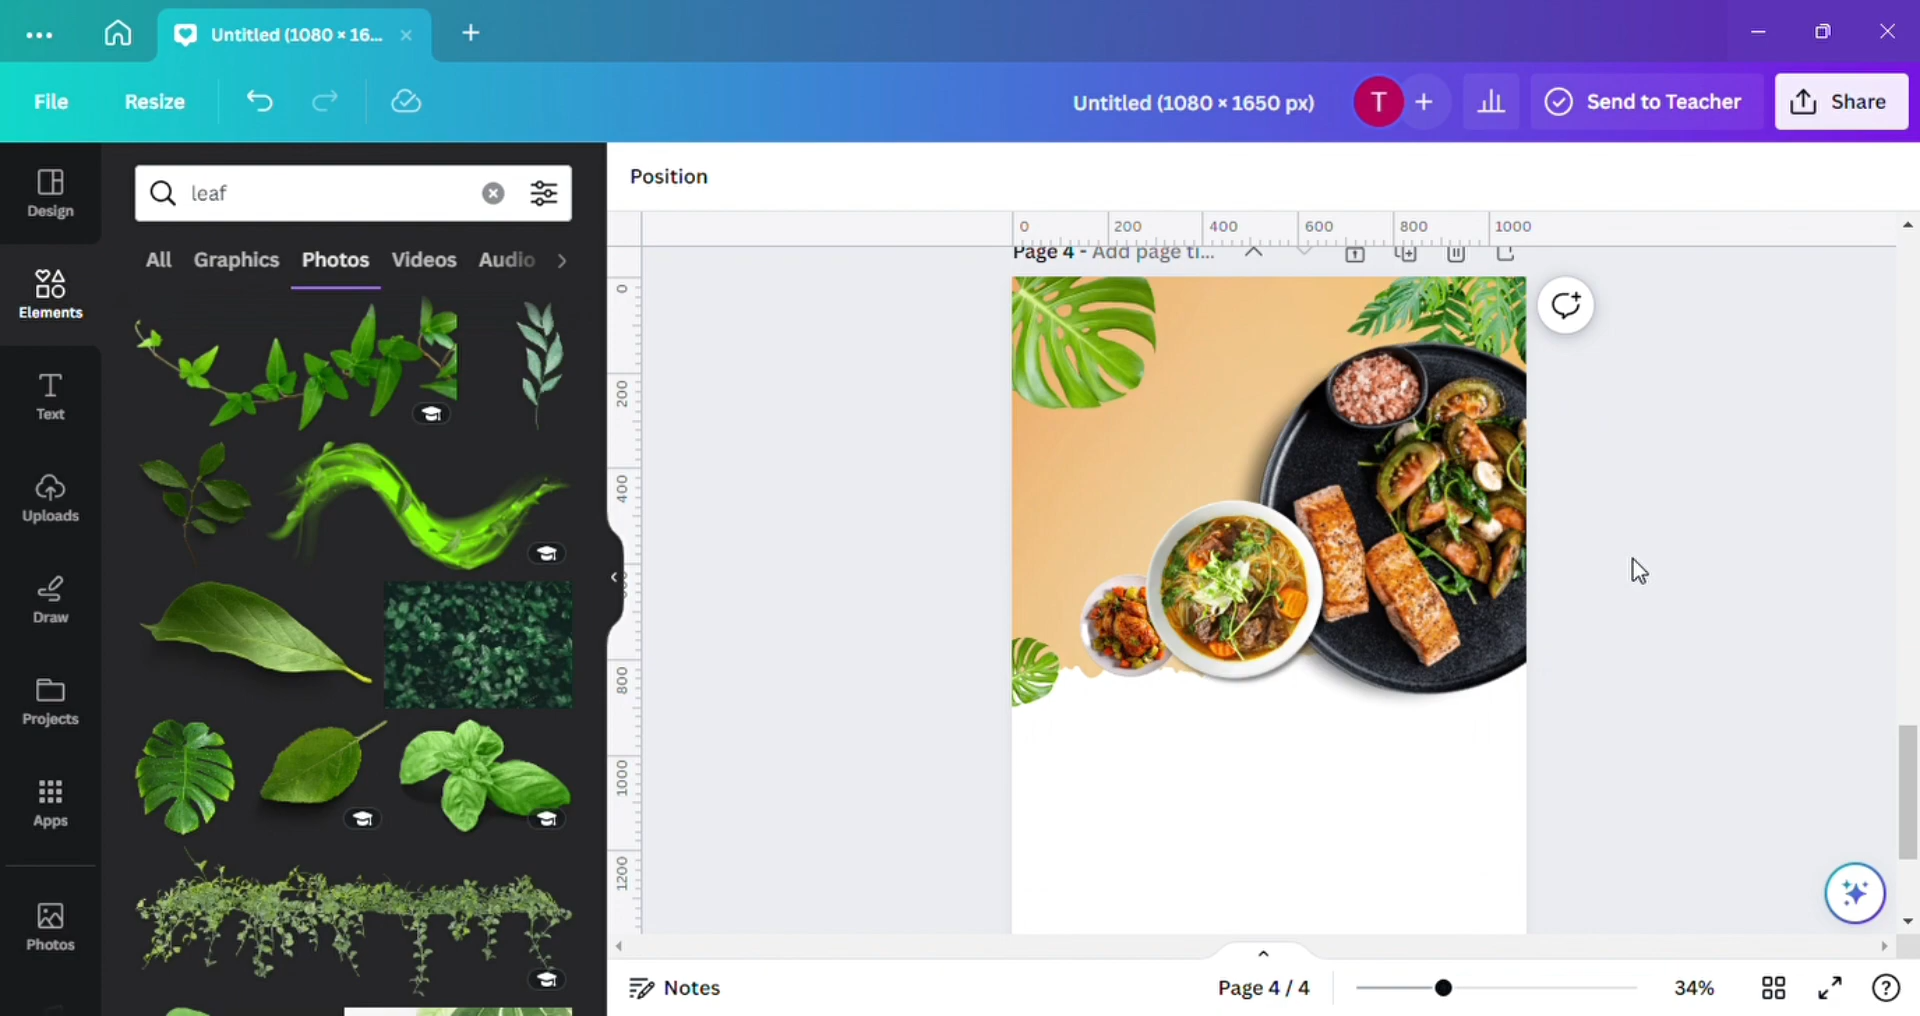 Untitled (1080 × 16...
File
Resize
Untitled (1080 × 1650 px)
T
Send to Teacher
Share
Design
Elements
Text
Uploads
Draw
Projects
Apps
Photos
leaf
All Graphics Photos Videos Audio
Position
0 200 400 600 800 1000
Page 4 - Add page ti...
0
200
400
800
1000
1200
Notes
Page 4 / 4
34%